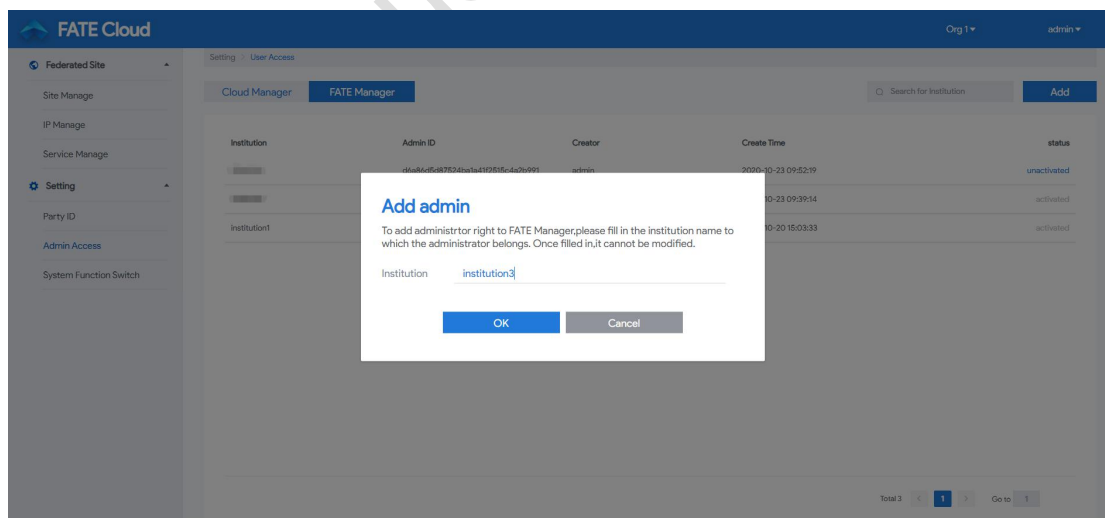 FATE Cloud
Org 1
admin
Federated Site
Site Manage
IP Manage
Service Manage
Setting
Party ID
Admin Access
System Function Switch
Setting
User Access
Cloud Manager
FATE Manager
Search for Institution
Add
Institution
Admin ID
Creator
Create Time
status
d6a86d5d87524ba1a41f2515c4a2b991
admin
2020-10-23 09:52:19
unactivated
10-23 09:39:14
activated
institution1
10-20 15:03:33
activated
Add admin
To add administrtor right to FATE Manager,please fill in the institution name to
which the administrator belongs. Once filled in,it cannot be modified.
Institution
institution3
OK
Cancel
Total 3
1
Go to
1